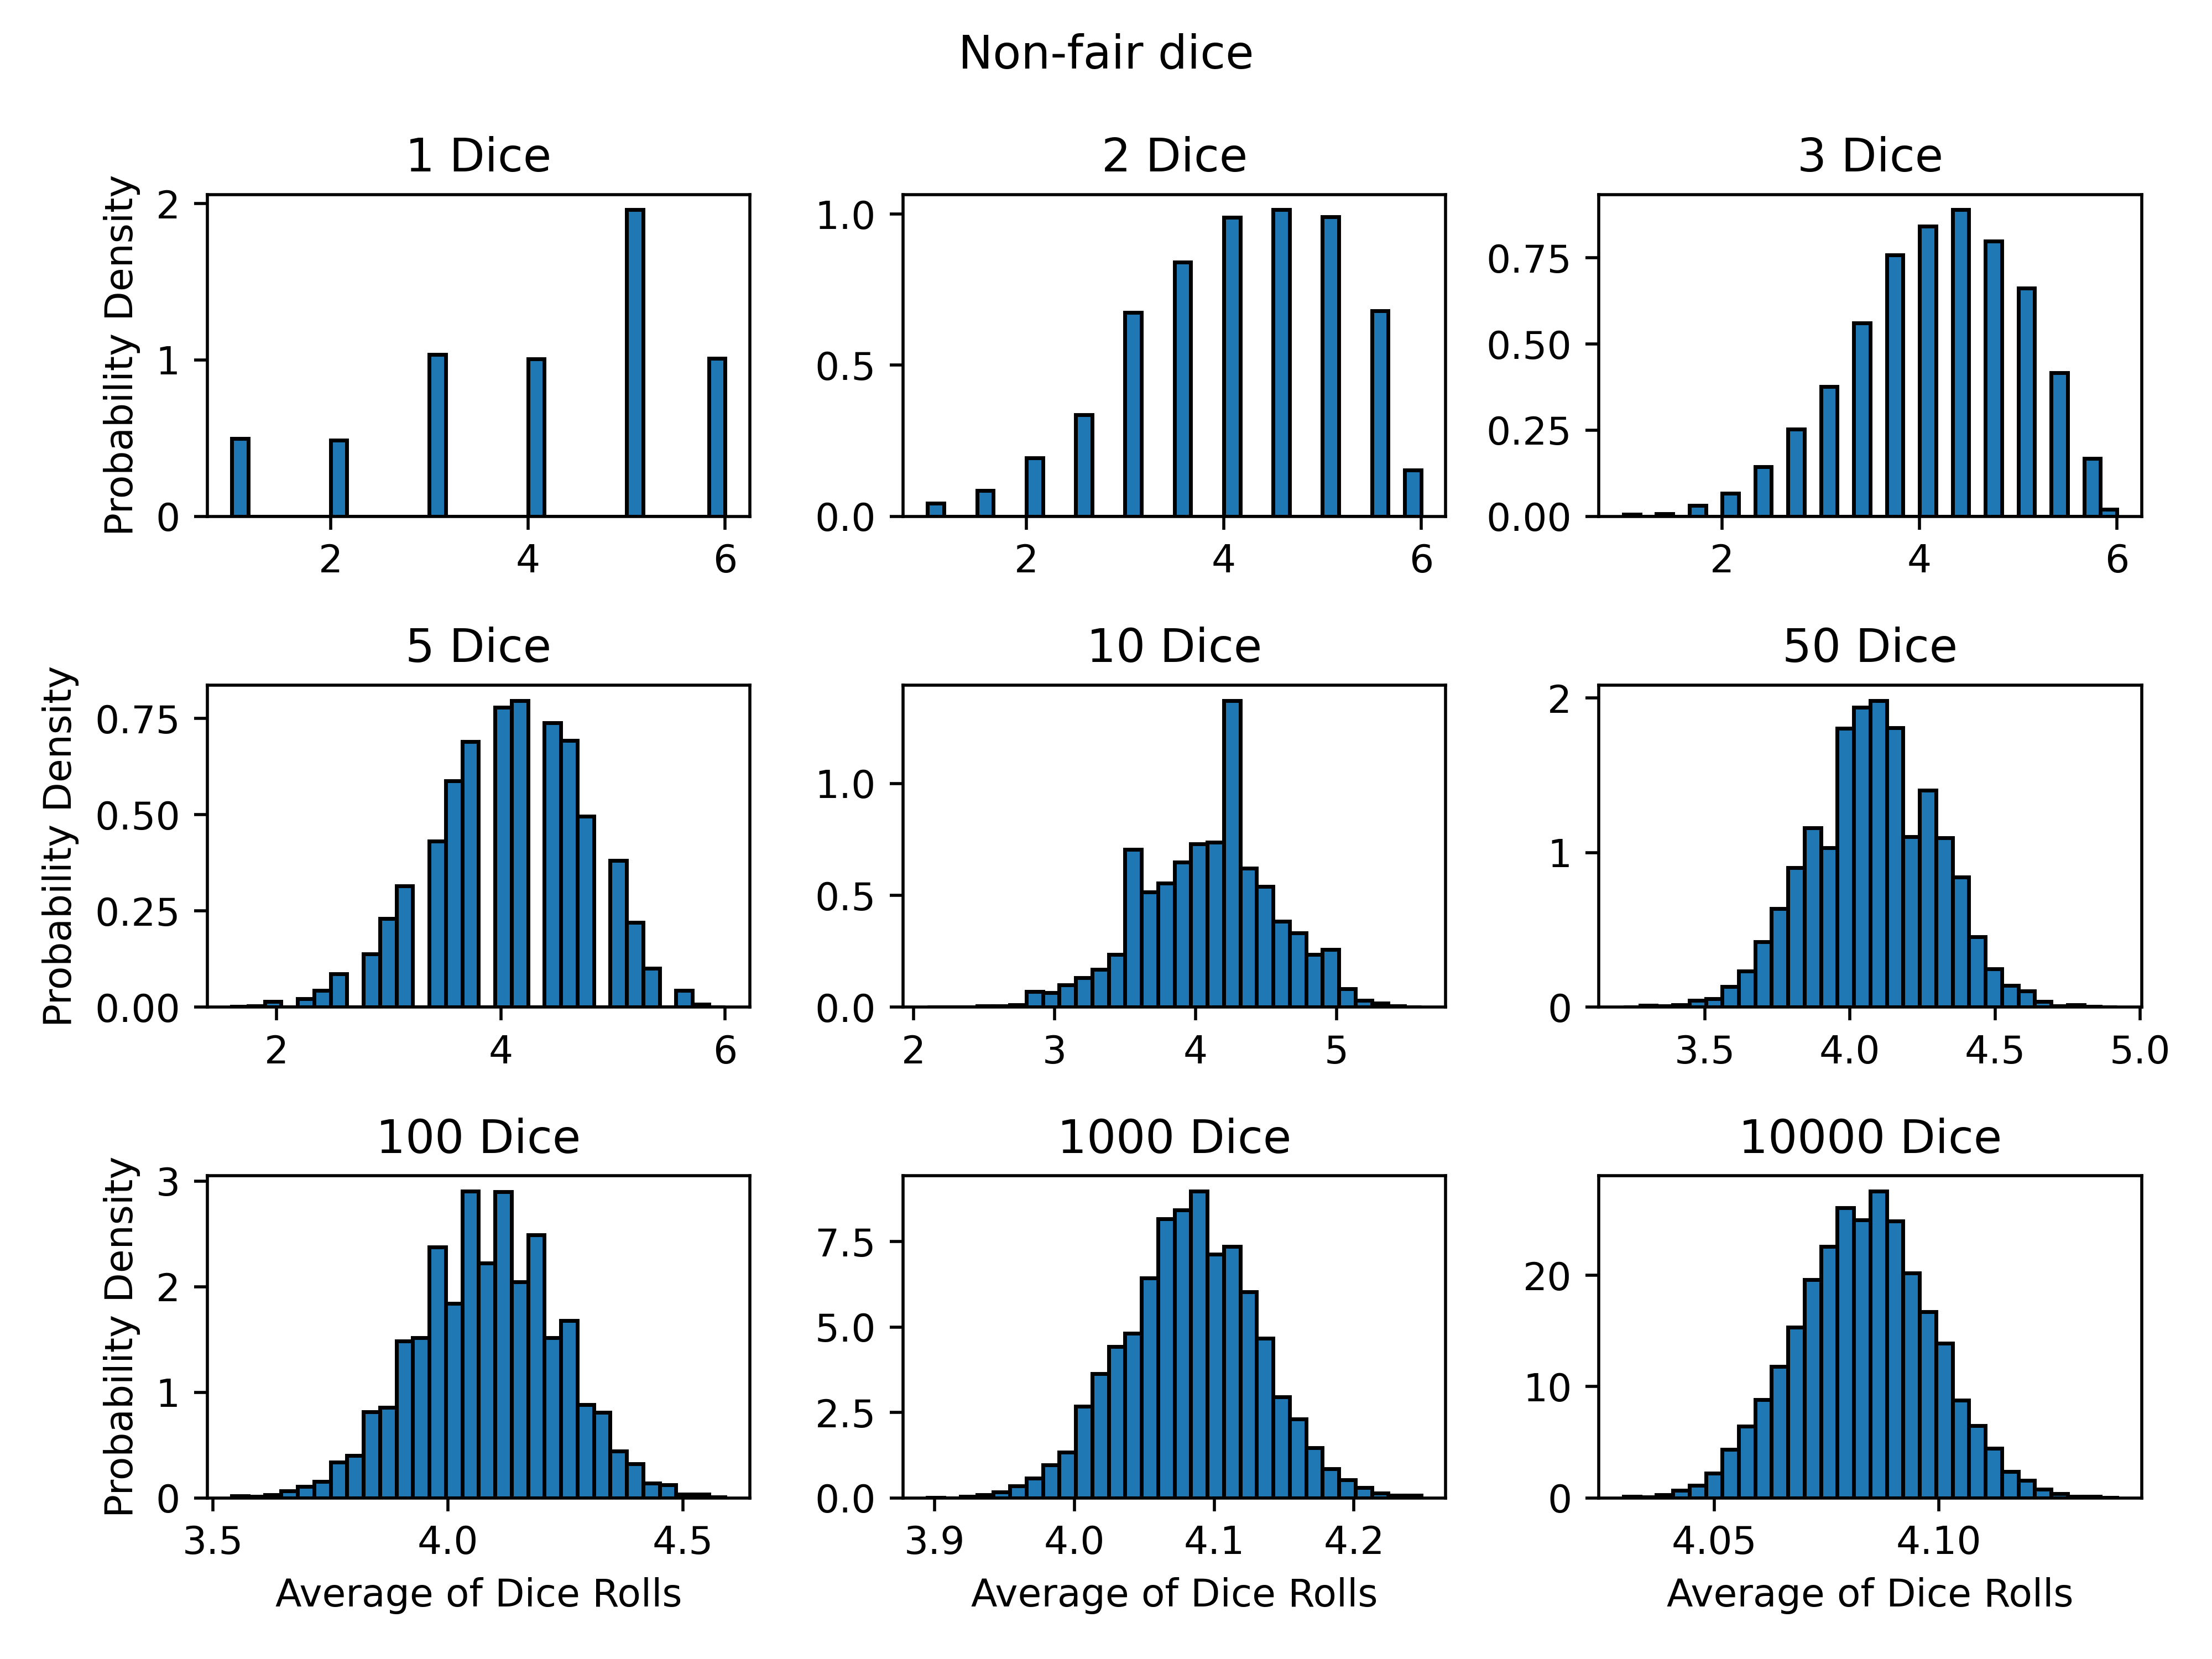 Non-fair dice
1 Dice
2 Dice
3 Dice
Probability Density
2
1
0
2 4 6
1.0
0.5
0.0
2 4 6
0.75
0.50
0.25
0.00
2 4 6
5 Dice
10 Dice
50 Dice
Probability Density
0.75
0.50
0.25
0.00
2 4 6
1.0
0.5
0.0
2 3 4 5
2
1
0
3.5 4.0 4.5 5.0
100 Dice
1000 Dice
10000 Dice
Probability Density
3
2
1
0
3.5 4.0 4.5
Average of Dice Rolls
7.5
5.0
2.5
0.0
3.9 4.0 4.1 4.2
Average of Dice Rolls
20
10
0
4.05 4.10
Average of Dice Rolls